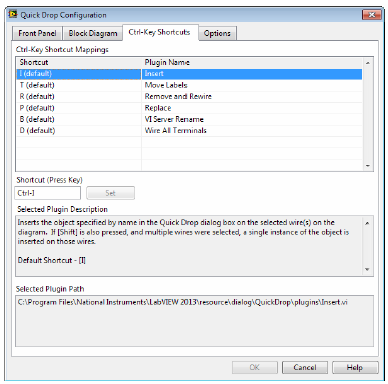 Quick Drop Configuration
Front Panel Block Diagram Ctrl-Key Shortcuts Options
Ctrl-Key Shortcut Mappings
Shortcut Plugin Name
I (default) Insert
T (default) Move Labels
R (default) Remove and Rewire
P (default) Replace
B (default) VI Server Rename
D (default) Wire All Terminals
Shortcut (Press Key)
Ctrl-I Set
Selected Plugin Description
Inserts the object specified by name in the Quick Drop dialog box on the selected wire(s) on the
diagram. If [Shift] is also pressed, and multiple wires were selected, a single instance of the object is
inserted on those wires.
Default Shortcut - [I]
Selected Plugin Path
C:\Program Files\National Instruments\LabVIEW 2013\resource\dialog\QuickDrop\plugins\Insert.vi
OK Cancel Help